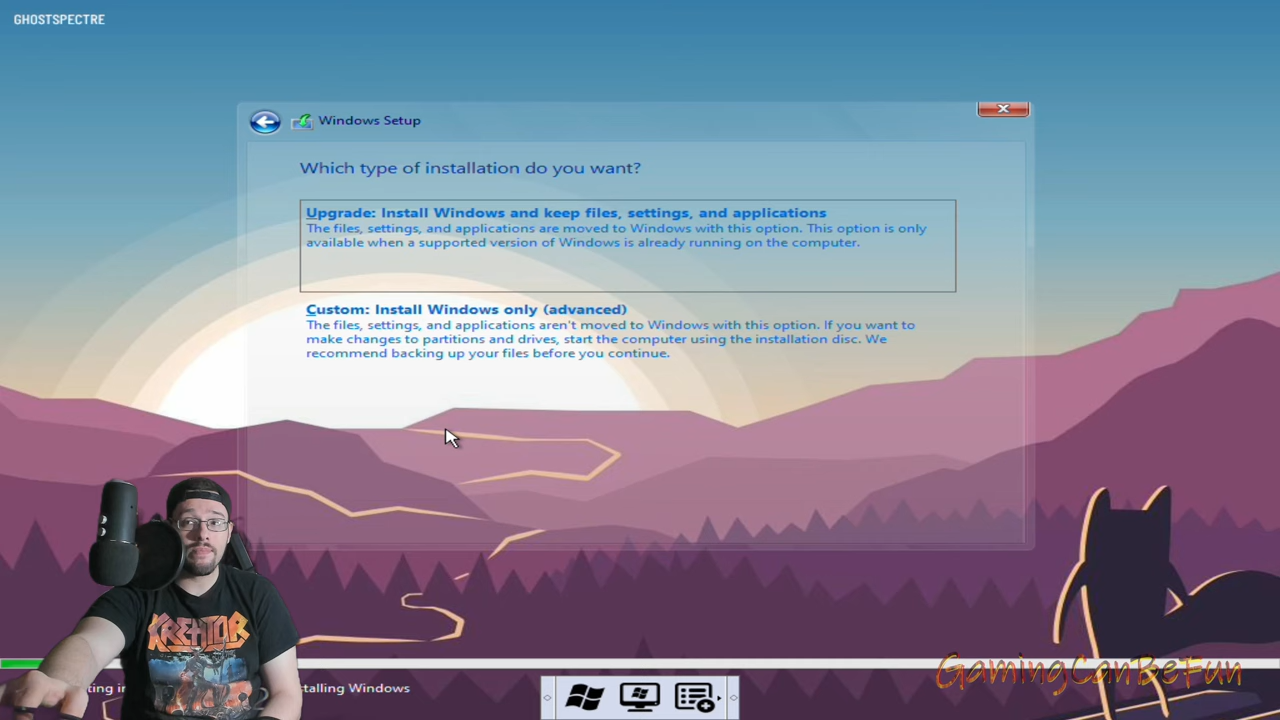 GHOSTSPECTRE
Windows Setup
Which type of installation do you want?
Upgrade: Install Windows and keep files, settings, and applications
The files, settings, and applications are moved to Windows with this option. This option is only
available when a supported version of Windows is already running on the computer.
Custom: Install Windows only (advanced)
The files, settings, and applications aren't moved to Windows with this option. If you want to
make changes to partitions and drives, start the computer using the installation disc. We
recommend backing up your files before you continue.
KREATOR
GamingCanBeFun
Windows